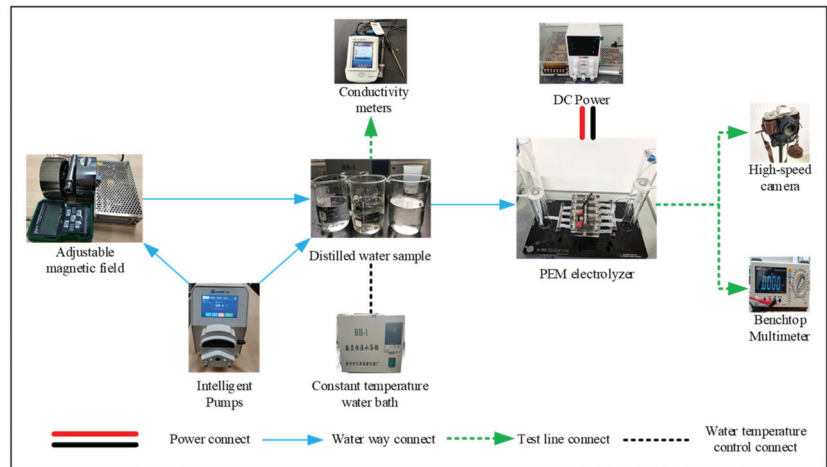 Conductivity
meters
DC Power
High-speed
camera
Adjustable
magnetic field
Distilled water sample
PEM electrolyzer
HH-1
Benchtop
Multimeter
Intelligent
Pumps
Constant temperature
water bath
Power connect
Water way connect
Test line connect
Water temperature
control connect